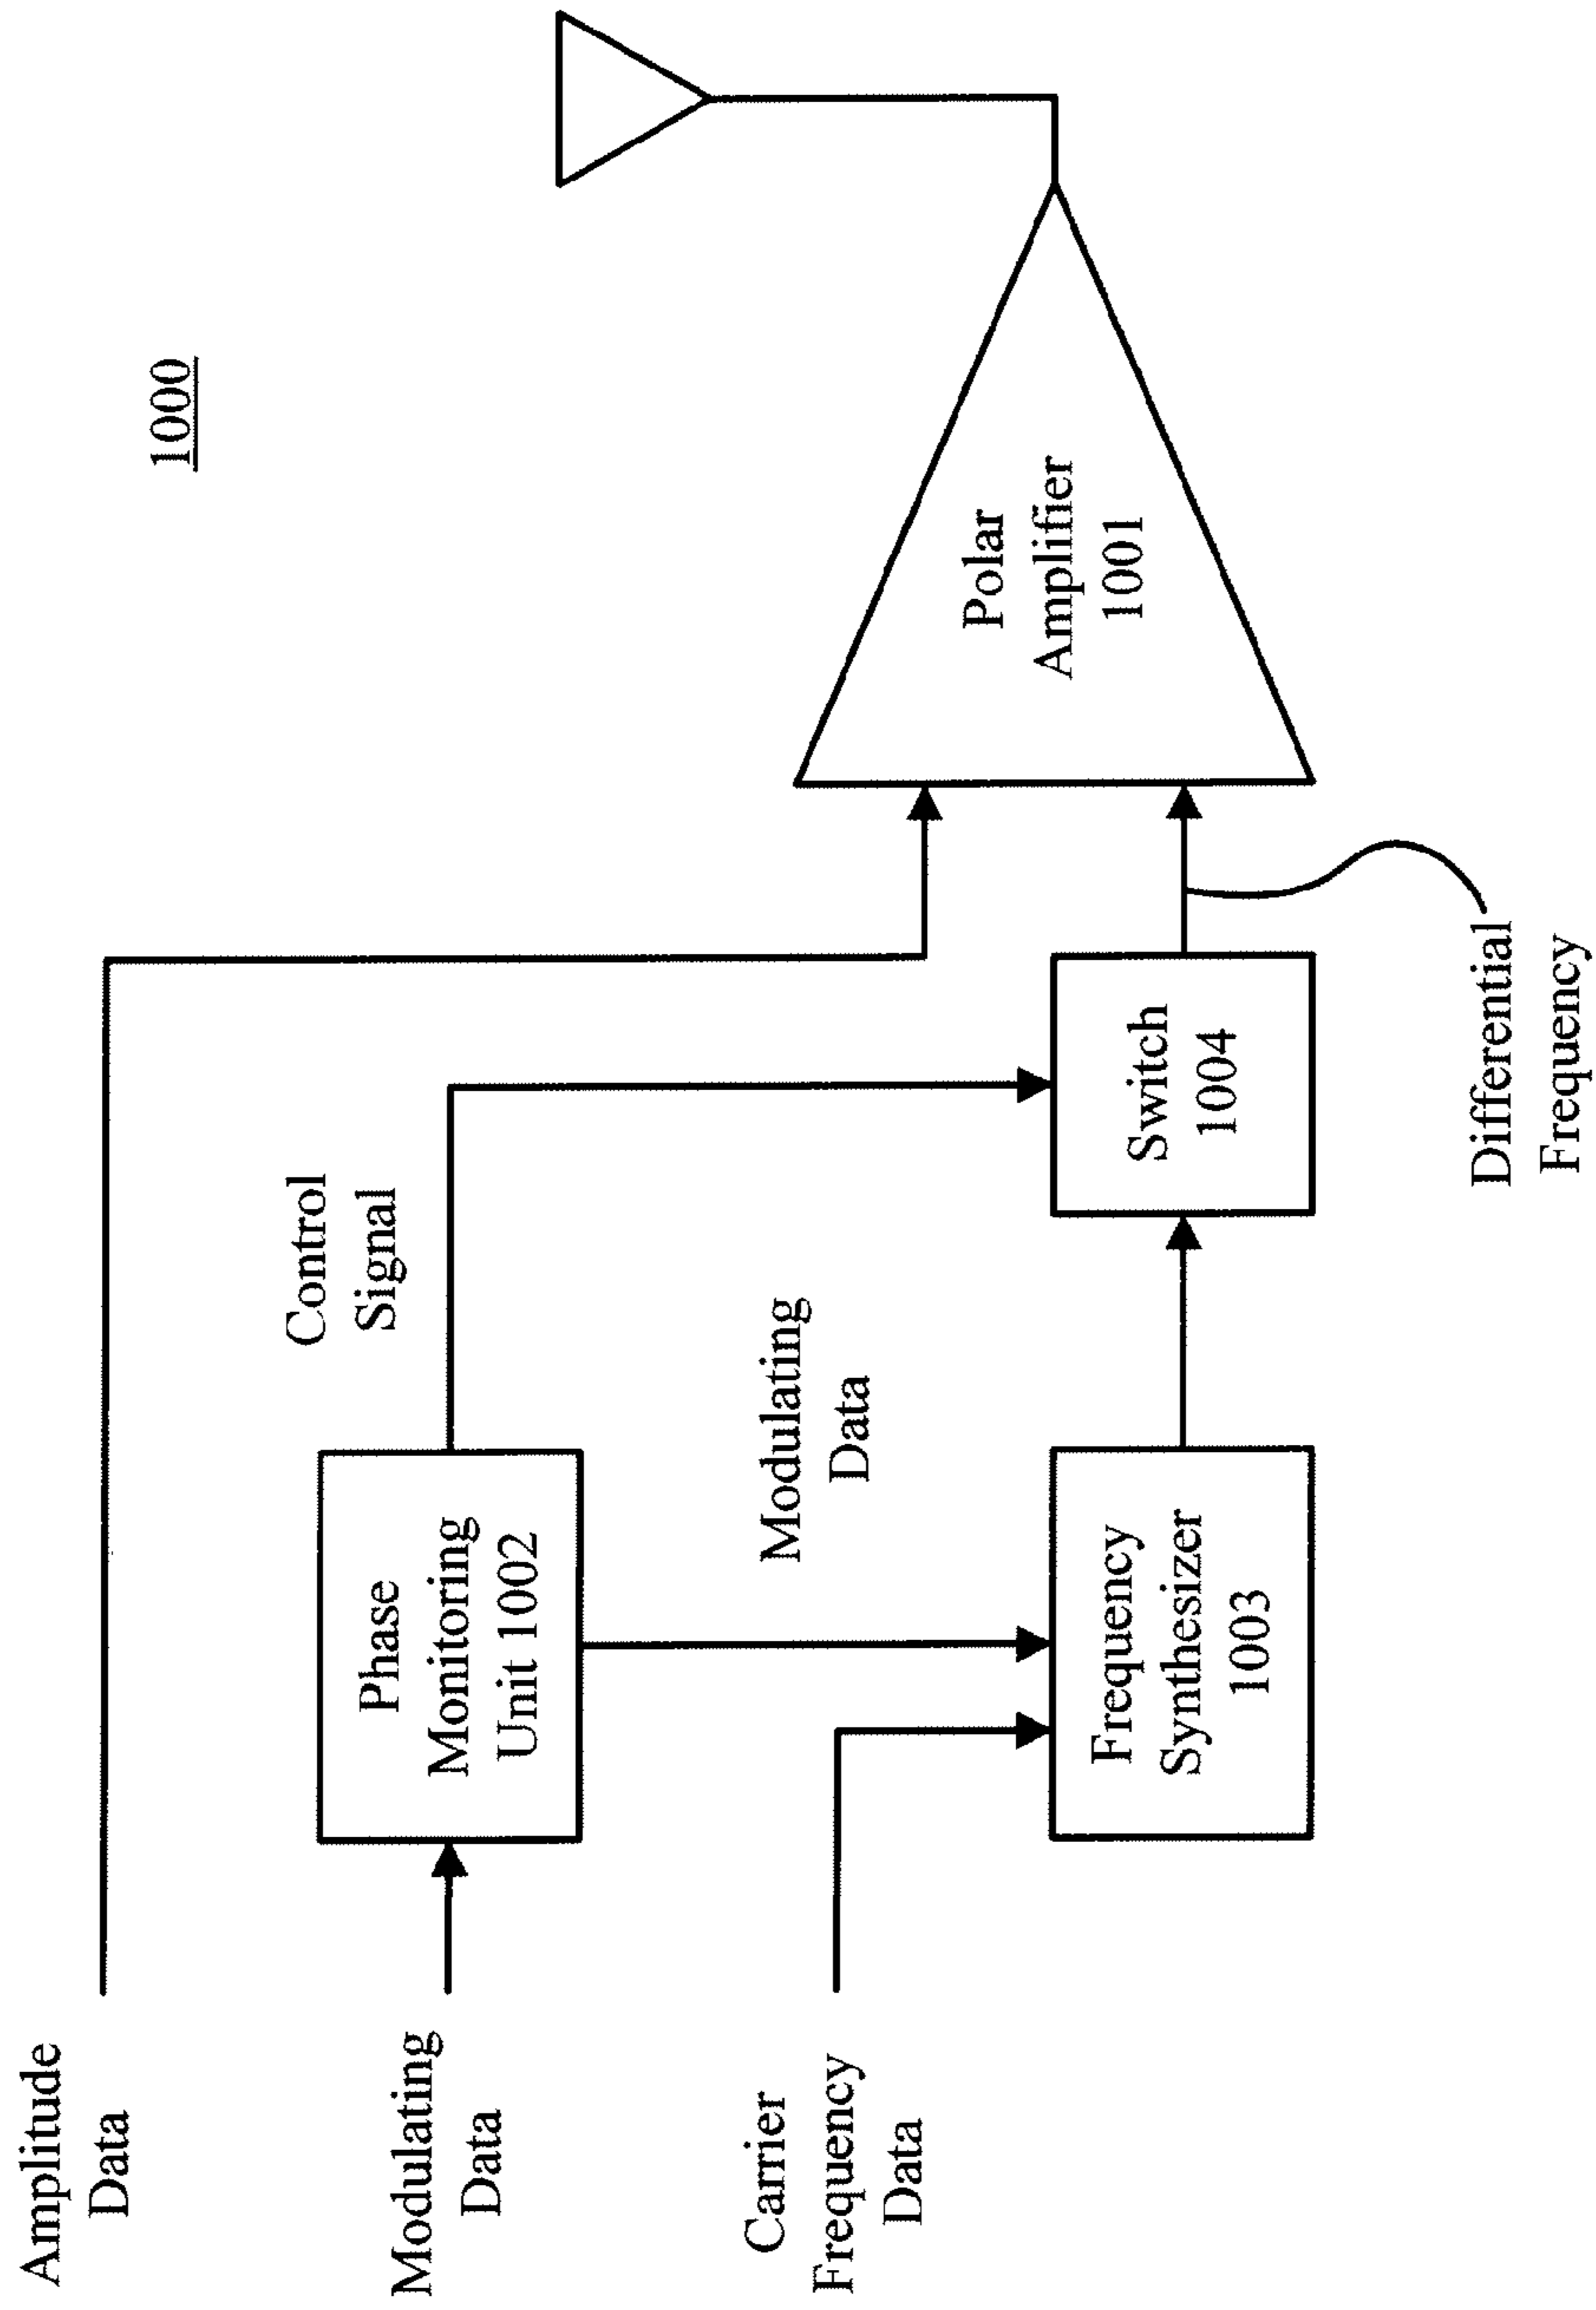 1000
Amplitude
Data
Control
Signal
Modulating
Data
Phase
Monitoring
Unit 1002
Modulating
Data
Carrier
Frequency
Data
Polar
Amplifier
1001
Frequency
Synthesizer
1003
Switch
1004
Differential
Frequency